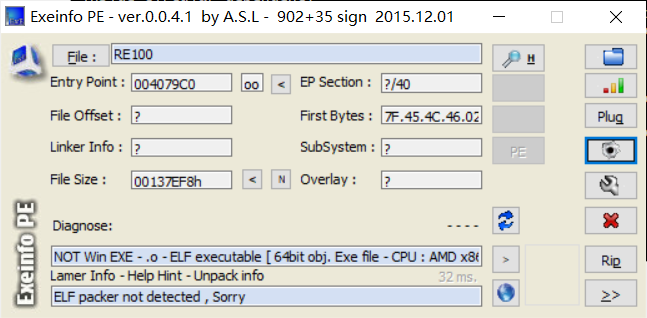 Exeinfo PE - ver.0.0.4.1 by A.S.L - 902+35 sign 2015.12.01
File : RE100 H
Entry Point : 004079C0 oo < EP Section : ?/40
File Offset : ? First Bytes : 7F.45.4C.46.02 Plug
Linker Info : ? SubSystem : ? PE
File Size : 00137EF8h < N Overlay : ?
Diagnose: - - - -
NOT Win EXE - .o - ELF executable [ 64bit obj. Exe file - CPU : AMD x86 > Rip
Lamer Info - Help Hint - Unpack info 32 ms.
ELF packer not detected , Sorry >>
Exeinfo PE